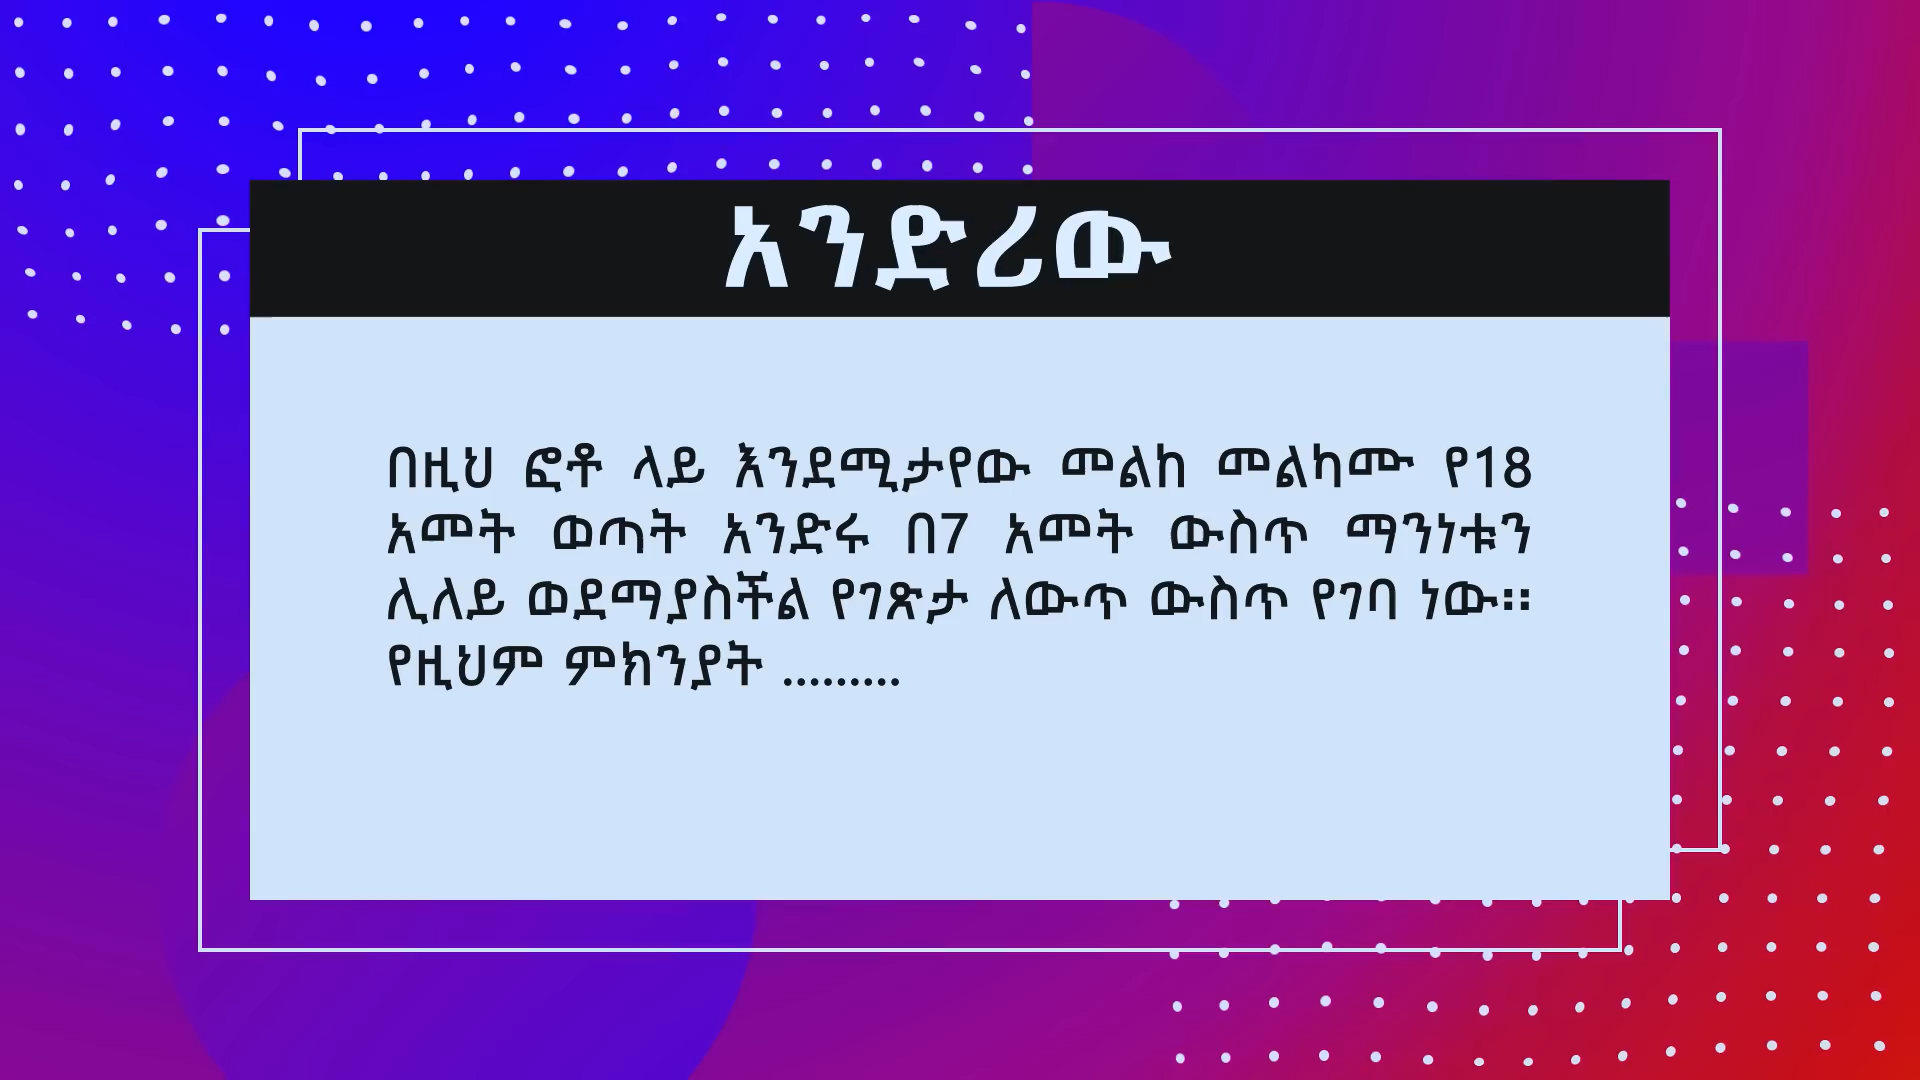 አንድሪው
በዚህ ፎቶ ላይ እንደሚታየው መልከ መልካሙ የ18
አመት ወጣት አንድሩ በ7 አመት ውስጥ ማንነቱን
ሊለይ ወደማያስችል የገጽታ ለውጥ ውስጥ የገባ ነው።
የዚህም ምክንያት .........